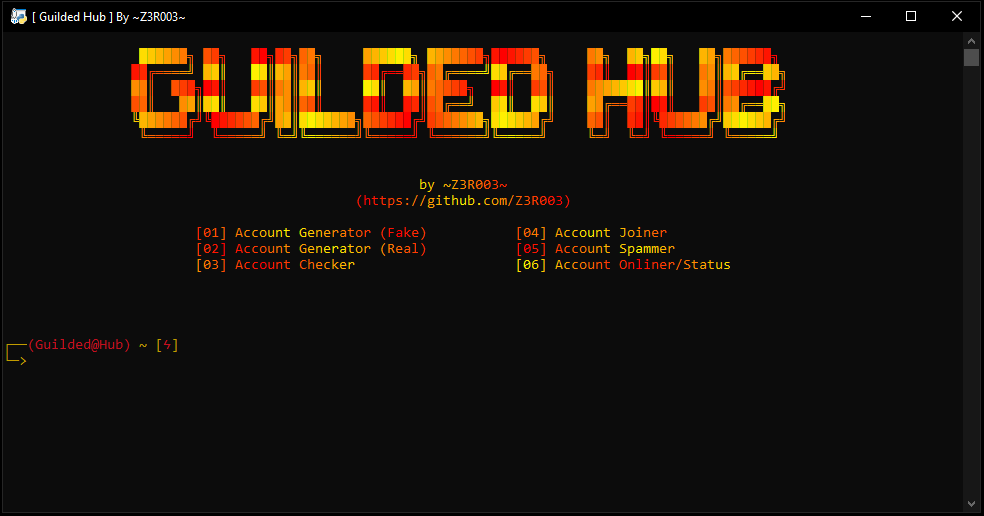 [ Guilded Hub ] By ~Z3R003~
GUILDED HUB
by ~Z3R003~
(https://github.com/Z3R003)
[01] Account Generator (Fake) [04] Account Joiner
[02] Account Generator (Real) [05] Account Spammer
[03] Account Checker [06] Account Onliner/Status
┌──(Guilded@Hub) ~ [ϟ]
└─>